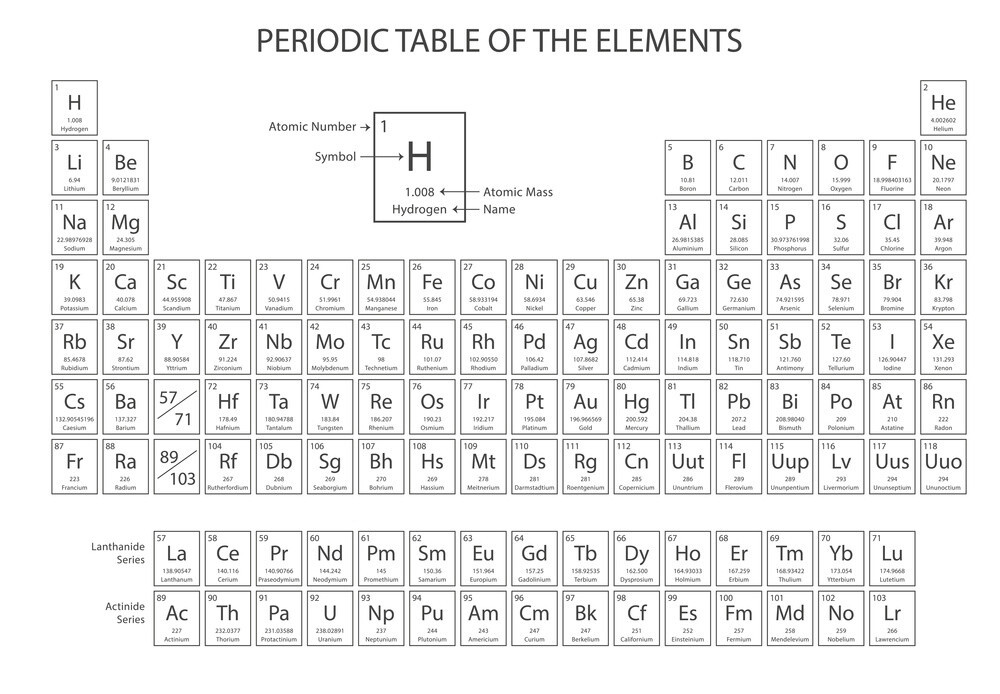 PERIODIC TABLE OF THE ELEMENTS
1 2
H He
1.008 4.002602
Hydrogen Helium
Atomic Number 1
Symbol H
1.008 Atomic Mass
Hydrogen Name
3 4 5 6 7 8 9 10
Li Be B C N O F Ne
6.94 9.0121831 10.81 12.011 14.007 15.999 18.998403163 20.1797
Lithium Beryllium Boron Carbon Nitrogen Oxygen Fluorine Neon
11 12 13 14 15 16 17 18
Na Mg Al Si P S Cl Ar
22.98976928 24.305 26.9815385 28.085 30.973761998 32.06 35.45 39.948
Sodium Magnesium Aluminium Silicon Phosphorus Sulfur Chlorine Argon
19 20 21 22 23 24 25 26 27 28 29 30 31 32 33 34 35 36
K Ca Sc Ti V Cr Mn Fe Co Ni Cu Zn Ga Ge As Se Br Kr
39.0983 40.078 44.955908 47.867 50.9415 51.9961 54.938044 55.845 58.933194 58.6934 63.546 65.38 69.723 72.630 74.921595 78.971 79.904 83.798
Potassium Calcium Scandium Titanium Vanadium Chromium Manganese Iron Cobalt Nickel Copper Zinc Gallium Germanium Arsenic Selenium Bromine Krypton
37 38 39 40 41 42 43 44 45 46 47 48 49 50 51 52 53 54
Rb Sr Y Zr Nb Mo Tc Ru Rh Pd Ag Cd In Sn Sb Te I Xe
85.4678 87.62 88.90584 91.224 92.90637 95.95 98 101.07 102.90550 106.42 107.8682 112.414 114.818 118.710 121.760 127.60 126.90447 131.293
Rubidium Strontium Yttrium Zirconium Niobium Molybdenum Technetium Ruthenium Rhodium Palladium Silver Cadmium Indium Tin Antimony Tellurium Iodine Xenon
55 56 57/71 72 73 74 75 76 77 78 79 80 81 82 83 84 85 86
Cs Ba Hf Ta W Re Os Ir Pt Au Hg Tl Pb Bi Po At Rn
132.90545196 137.327 178.49 180.94788 183.84 186.207 190.23 192.217 195.084 196.966569 200.592 204.38 207.2 208.98040 209 210 222
Caesium Barium Hafnium Tantalum Tungsten Rhenium Osmium Iridium Platinum Gold Mercury Thallium Lead Bismuth Polonium Astatine Radon
87 88 89/103 104 105 106 107 108 109 110 111 112 113 114 115 116 117 118
Fr Ra Rf Db Sg Bh Hs Mt Ds Rg Cn Uut Fl Uup Lv Uus Uuo
223 226 267 268 269 270 269 278 281 281 285 286 289 289 293 294 294
Francium Radium Rutherfordium Dubnium Seaborgium Bohrium Hassium Meitnerium Darmstadtium Roentgenium Copernicium Ununtrium Flerovium Ununpentium Livermorium Ununseptium Ununoctium
Lanthanide
Series
57 58 59 60 61 62 63 64 65 66 67 68 69 70 71
La Ce Pr Nd Pm Sm Eu Gd Tb Dy Ho Er Tm Yb Lu
138.90547 140.116 140.90766 144.242 145 150.36 151.964 157.25 158.92535 162.500 164.93033 167.259 168.93422 173.054 174.9668
Lanthanum Cerium Praseodymium Neodymium Promethium Samarium Europium Gadolinium Terbium Dysprosium Holmium Erbium Thulium Ytterbium Lutetium
Actinide
Series
89 90 91 92 93 94 95 96 97 98 99 100 101 102 103
Ac Th Pa U Np Pu Am Cm Bk Cf Es Fm Md No Lr
227 232.0377 231.03588 238.02891 237 244 243 247 247 251 252 257 258 259 266
Actinium Thorium Protactinium Uranium Neptunium Plutonium Americium Curium Berkelium Californium Einsteinium Fermium Mendelevium Nobelium Lawrencium